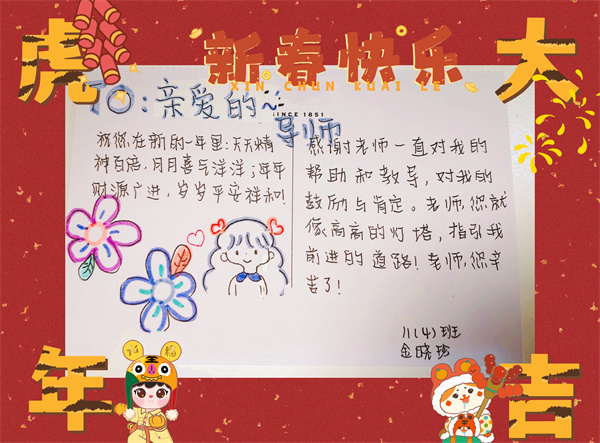 新春快乐
XIN CHUN KUAI LE
虎
大
年
吉
TO:亲爱的~
导师
SINCE 1851
祝您在新的一年里:天天精
神百倍,月月喜气洋洋;年年
财源广进,岁岁平安祥和!
感谢老师一直对我的
帮助和教导,对我的
鼓励与肯定。老师,您就
像高高的灯塔,指引我
前进的道路!老师,您辛
苦了!
11(4)班
金晓